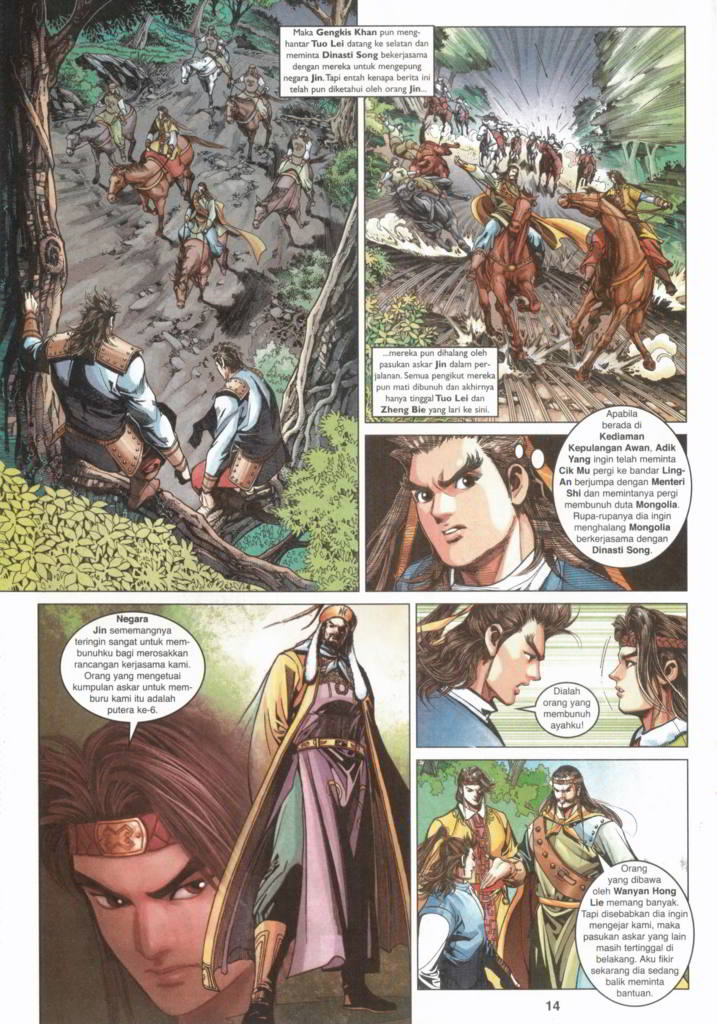 Maka Gengkis Khan pun meng-
hantar Tuo Lei datang ke selatan dan
meminta Dinasti Song bekerjasama
dengan mereka untuk mengepung
negara Jin. Tapi entah kenapa berita ini
telah pun diketahui oleh orang Jin...
...mereka pun dihalang oleh
pasukan askar Jin dalam per-
jalanan. Semua pengikut mereka
pun mati dibunuh dan akhirnya
hanya tinggal Tuo Lei dan
Zheng Bie yang lari ke sini.
Apabila
berada di
Kediaman
Kepulangan Awan, Adik
Yang ingin telah meminta
Cik Mu pergi ke bandar Ling-
An berjumpa dengan Menteri
Shi dan memintanya pergi
membunuh duta Mongolia.
Rupa-rupanya dia ingin
menghalang Mongolia
berkerjasama dengan
Dinasti Song.
Negara
Jin sememangnya
teringin sangat untuk mem-
bunuhku bagi merosakkan
rancangan kerjasama kami.
Orang yang mengetuai
kumpulan askar untuk mem-
buru kami itu adalah
putera ke-6.
Dialah
orang yang
membunuh
ayahku!
Orang
yang dibawa
oleh Wanyan Hong
Lie memang banyak.
Tapi disebabkan dia ingin
mengejar kami, maka
pasukan askar yang lain
masih tertinggal di
belakang. Aku fikir
sekarang dia sedang
balik meminta
bantuan.
14